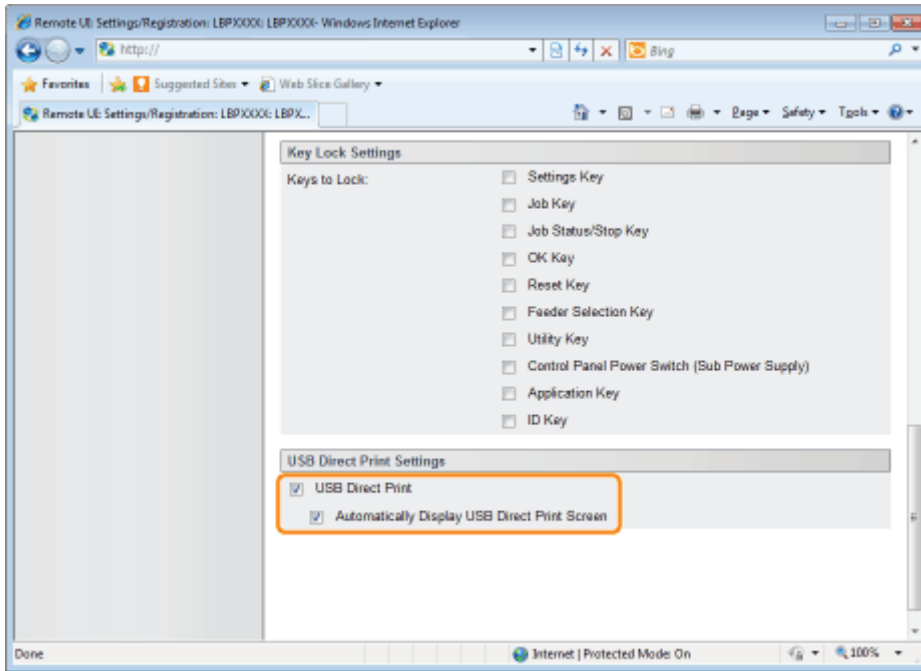 Remote UI: Settings/Registration: LBPXXXX: LBPXXXX- Windows Internet Explorer
http://
Bing
Favorites Suggested Sites Web Slice Gallery
Remote UI: Settings/Registration: LBPXXXX: LBPX... Page Safety Tools
Key Lock Settings
Keys to Lock: Settings Key
Job Key
Job Status/Stop Key
OK Key
Reset Key
Feeder Selection Key
Utility Key
Control Panel Power Switch (Sub Power Supply)
Application Key
ID Key
USB Direct Print Settings
USB Direct Print
Automatically Display USB Direct Print Screen
Done Internet | Protected Mode: On 100%